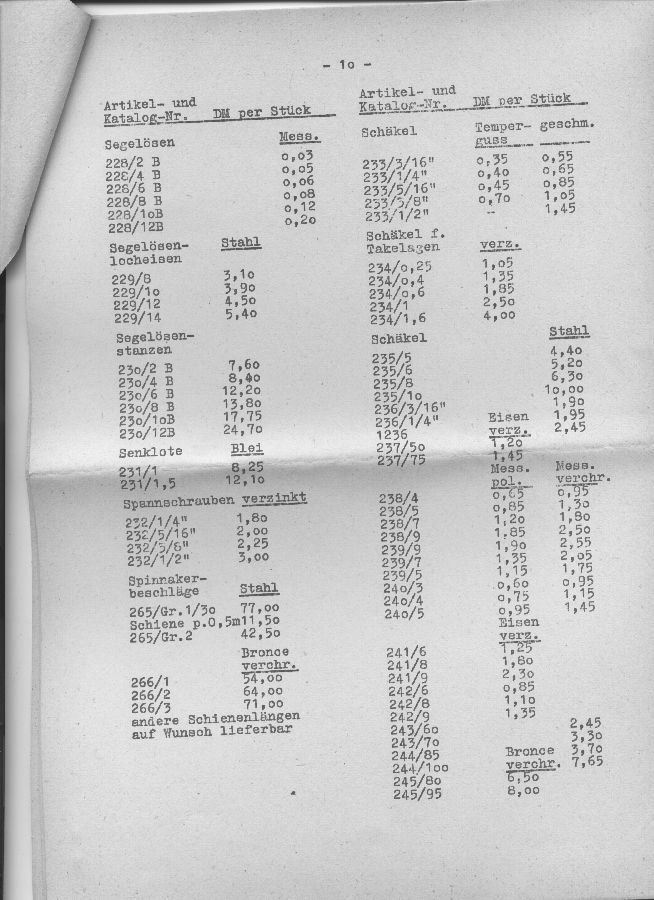 - 1o -
Artikel- und
Katalog-Nr. DM per Stück
Segelösen Mess.
228/2 B o,o3
228/4 B o,o5
228/6 B o,o6
228/8 B o,o8
228/1oB o,12
228/12B o,2o
Segelösen- Stahl
locheisen
229/8 3,1o
229/1o 3,9o
229/12 4,5o
229/14 5,4o
Segelösen-
stanzen
23o/2 B 7,6o
23o/4 B 8,4o
23o/6 B 12,2o
23o/8 B 13,8o
23o/1oB 17,75
23o/12B 24,7o
Senklote Blei
231/1 8,25
231/1,5 12,1o
Spannschrauben verzinkt
232/1/4" 1,8o
232/5/16" 2,oo
232/3/8" 2,25
232/1/2" 3,oo
Spinnaker-
beschläge Stahl
265/Gr.1/3o 77,oo
Schiene p.o,5m11,5o
265/Gr.2 42,5o
Bronce
verchr.
266/1 54,oo
266/2 64,oo
266/3 71,oo
andere Schienenlängen
auf Wunsch lieferbar
Artikel- und
Katalog-Nr. DM per Stück
Schäkel Temper- geschm.
guss
233/3/16" o,35 o,55
233/1/4" o,4o o,65
233/5/16" o,45 o,85
233/3/8" o,7o 1,o5
233/1/2" -- 1,45
Schäkel f.
Takelagen verz.
234/o,25 1,o5
234/o,4 1,35
234/o,6 1,85
234/1 2,5o
234/1,6 4,oo
Schäkel Stahl
235/5 4,4o
235/6 5,2o
235/8 6,3o
235/1o 1o,oo
236/3/16" 1,9o
236/1/4" Eisen 1,95
1236 verz. 2,45
237/5o 1,2o
237/75 1,45
Mess. Mess.
pol. verchr.
238/4 o,65 o,95
238/5 o,85 1,3o
238/7 1,2o 1,8o
238/9 1,85 2,5o
239/9 1,9o 2,55
239/7 1,35 2,o5
239/5 1,15 1,75
24o/3 o,6o o,95
24o/4 o,75 1,15
24o/5 o,95 1,45
Eisen
verz.
241/6 1,25
241/8 1,8o
241/9 2,3o
242/6 o,85
242/8 1,1o
242/9 1,35
243/6o 2,45
243/7o 3,3o
244/85 Bronce 3,7o
244/1oo verchr. 7,65
245/8o 6,5o
245/95 8,oo